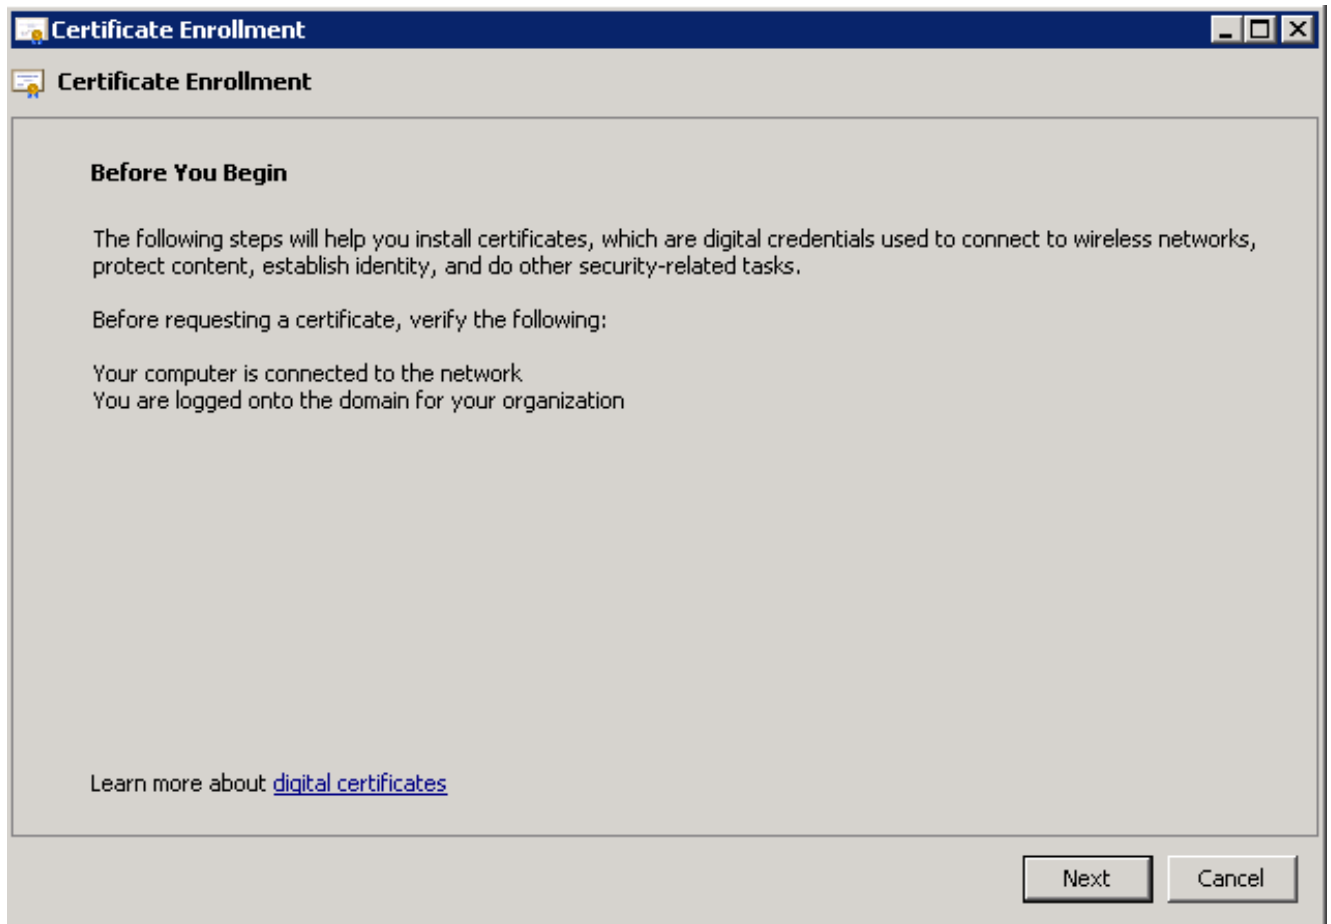 Certificate Enrollment
Certificate Enrollment
Before You Begin
The following steps will help you install certificates, which are digital credentials used to connect to wireless networks,
protect content, establish identity, and do other security-related tasks.
Before requesting a certificate, verify the following:
Your computer is connected to the network
You are logged onto the domain for your organization
Learn more about digital certificates
Next Cancel